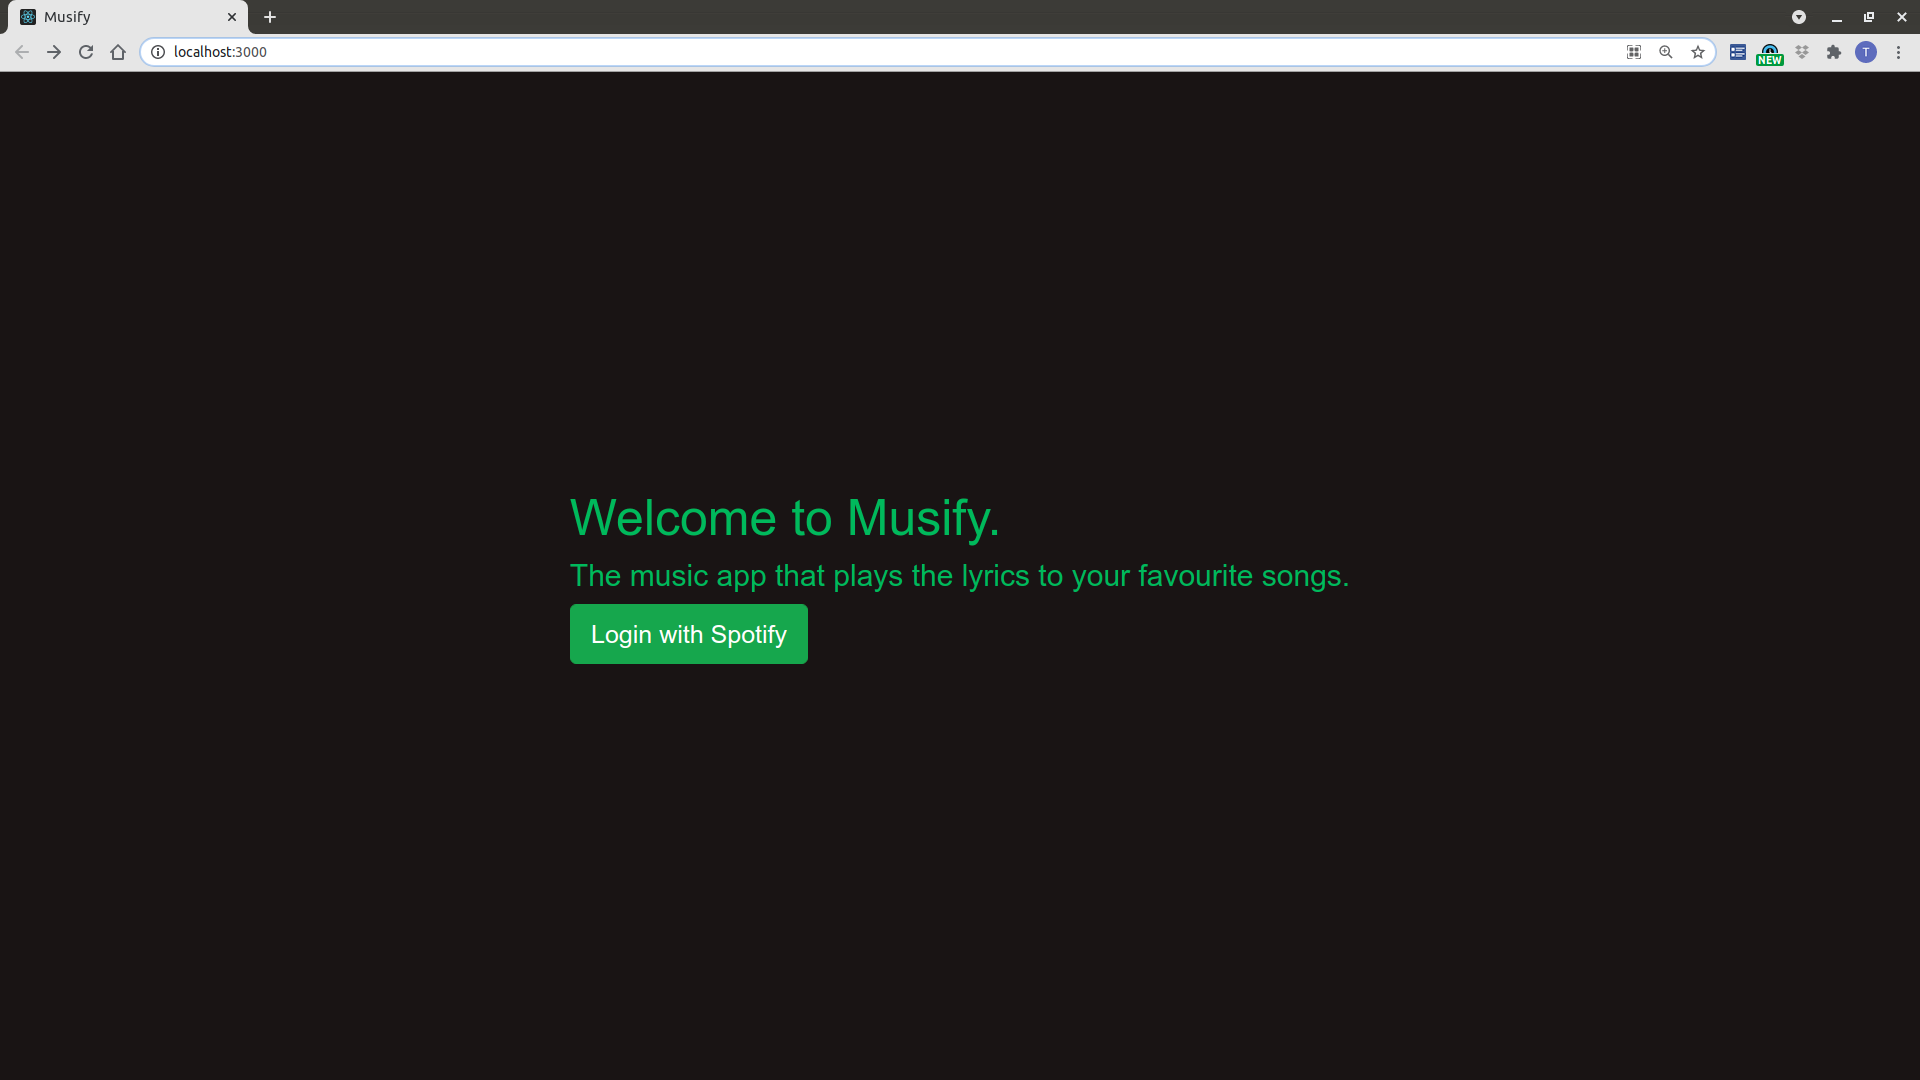 Musify
localhost:3000
NEW
T
Welcome to Musify.
The music app that plays the lyrics to your favourite songs.
Login with Spotify